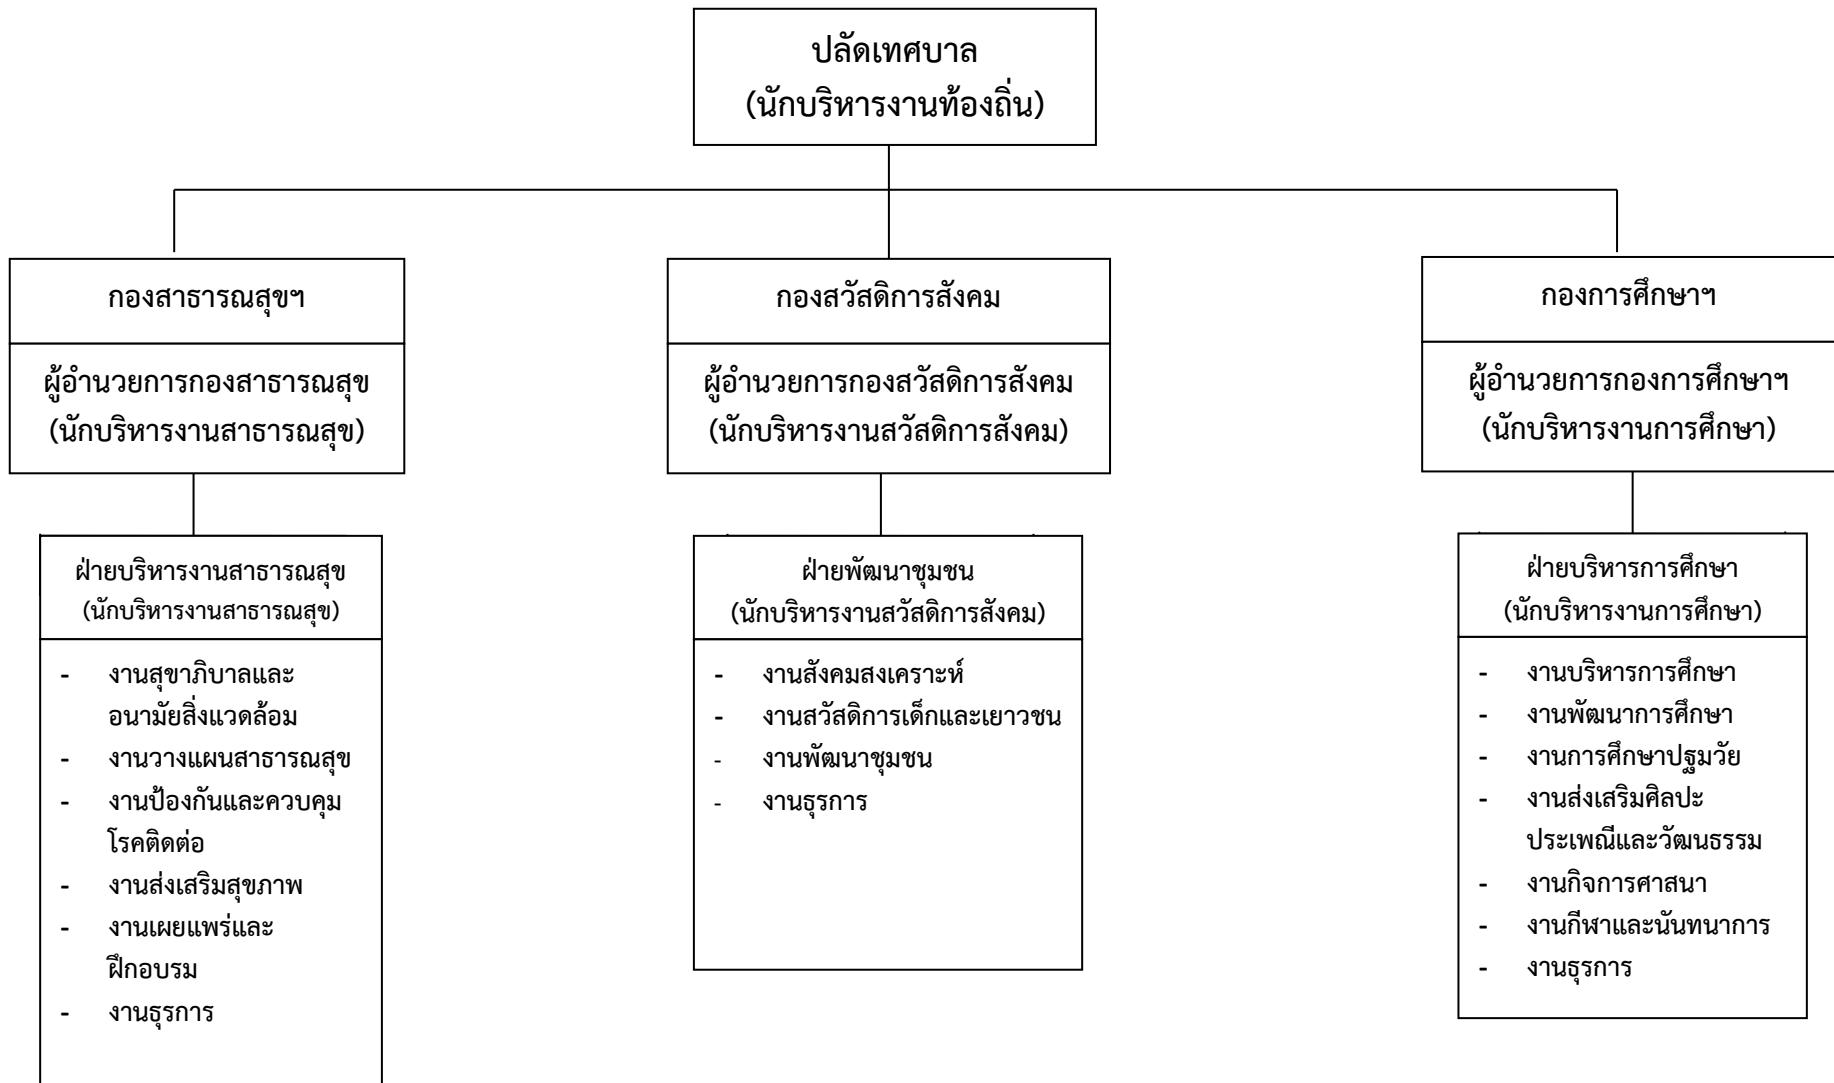 ปลัดเทศบาล
(นักบริหารงานท้องถิ่น)
กองสาธารณสุขฯ
ผู้อำนวยการกองสาธารณสุข
(นักบริหารงานสาธารณสุข)
ฝ่ายบริหารงานสาธารณสุข
(นักบริหารงานสาธารณสุข)
- งานสุขาภิบาลและ
อนามัยสิ่งแวดล้อม
- งานวางแผนสาธารณสุข
- งานป้องกันและควบคุม
โรคติดต่อ
- งานส่งเสริมสุขภาพ
- งานเผยแพร่และ
ฝึกอบรม
- งานธุรการ
กองสวัสดิการสังคม
ผู้อำนวยการกองสวัสดิการสังคม
(นักบริหารงานสวัสดิการสังคม)
ฝ่ายพัฒนาชุมชน
(นักบริหารงานสวัสดิการสังคม)
- งานสังคมสงเคราะห์
- งานสวัสดิการเด็กและเยาวชน
- งานพัฒนาชุมชน
- งานธุรการ
กองการศึกษาฯ
ผู้อำนวยการกองการศึกษาฯ
(นักบริหารงานการศึกษา)
ฝ่ายบริหารการศึกษา
(นักบริหารงานการศึกษา)
- งานบริหารการศึกษา
- งานพัฒนาการศึกษา
- งานการศึกษาปฐมวัย
- งานส่งเสริมศิลปะ
ประเพณีและวัฒนธรรม
- งานกิจการศาสนา
- งานกีฬาและนันทนาการ
- งานธุรการ